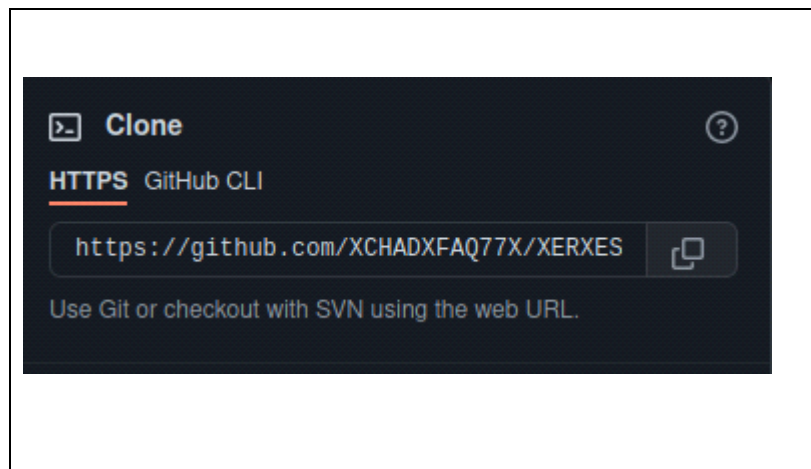 Clone
HTTPS GitHub CLI
https://github.com/XCHADXFAQ77X/XERXES
Use Git or checkout with SVN using the web URL.